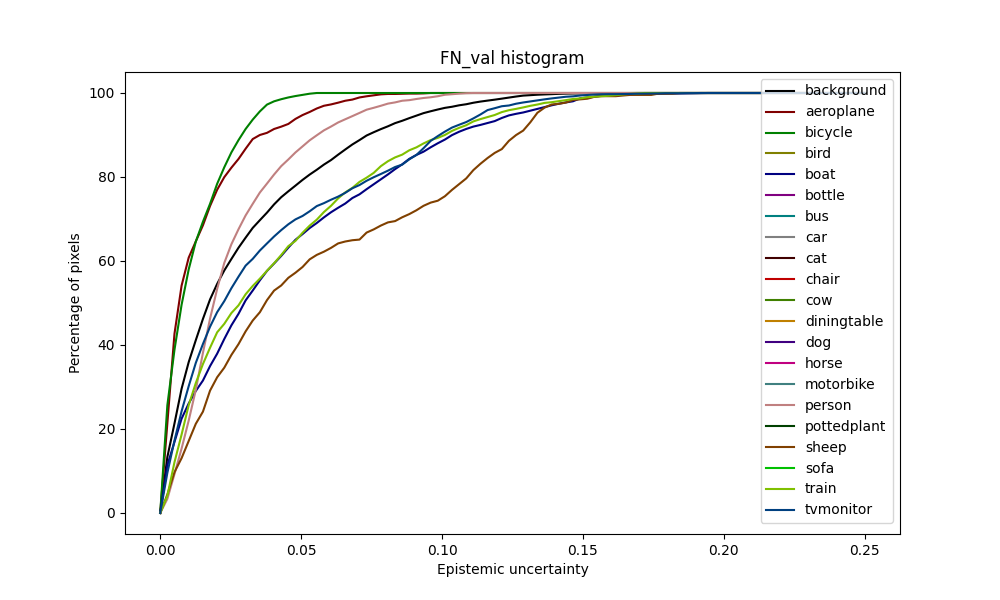 FN_val histogram
Percentage of pixels
100
80
60
40
20
0
0.00
0.05
0.10
0.15
0.20
0.25
Epistemic uncertainty
background
aeroplane
bicycle
bird
boat
bottle
bus
car
cat
chair
cow
diningtable
dog
horse
motorbike
person
pottedplant
sheep
sofa
train
tvmonitor